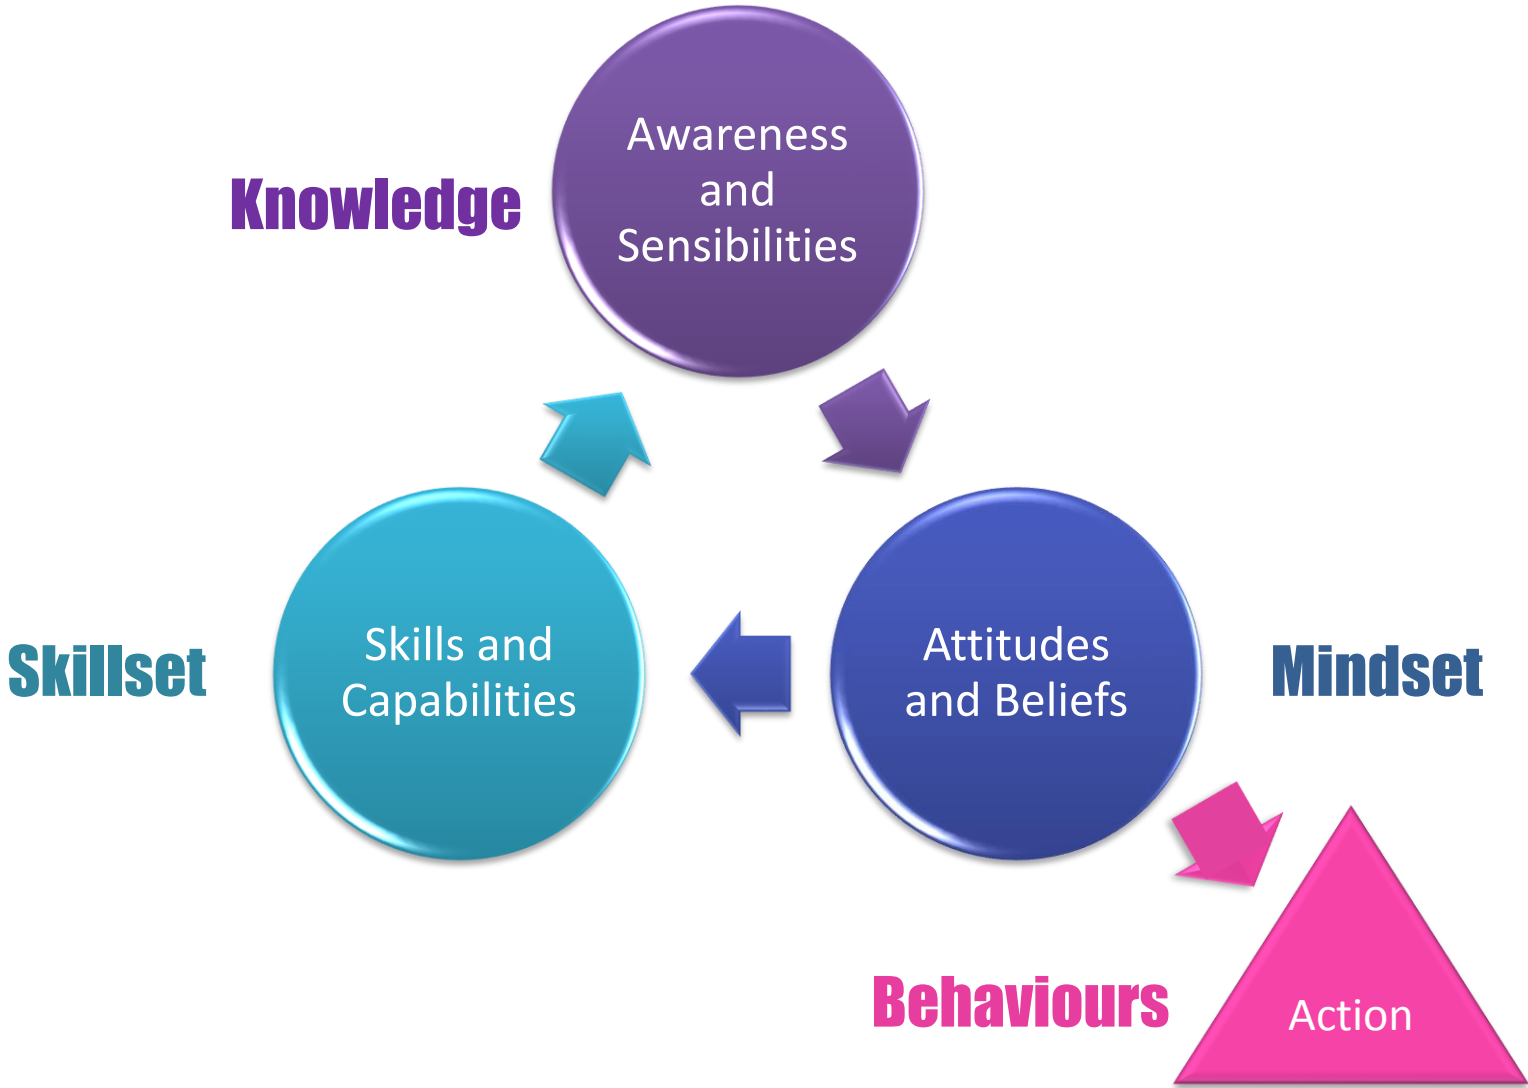 Knowledge
Awareness
and
Sensibilities
Skillset
Skills and
Capabilities
Attitudes
and Beliefs
Mindset
Behaviours
Action